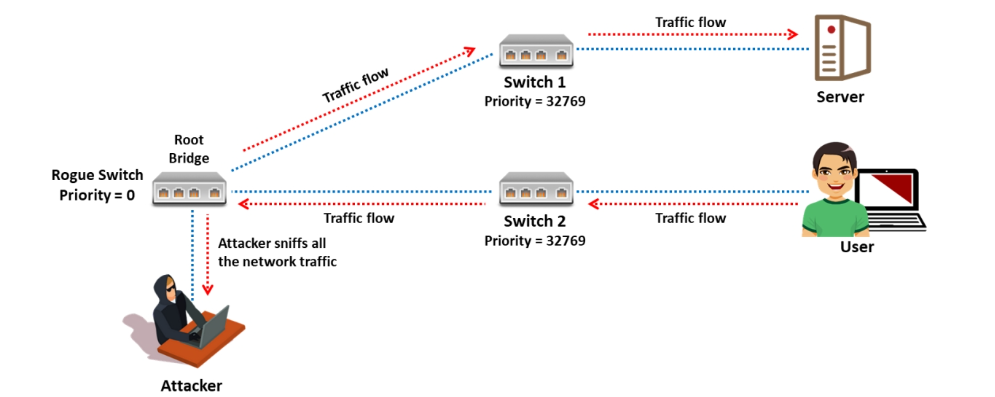 Traffic flow
Switch 1
Priority = 32769
Server
Traffic flow
Root
Bridge
Rogue Switch
Priority = 0
Traffic flow
Switch 2
Priority = 32769
Traffic flow
User
Attacker sniffs all
the network traffic
Attacker